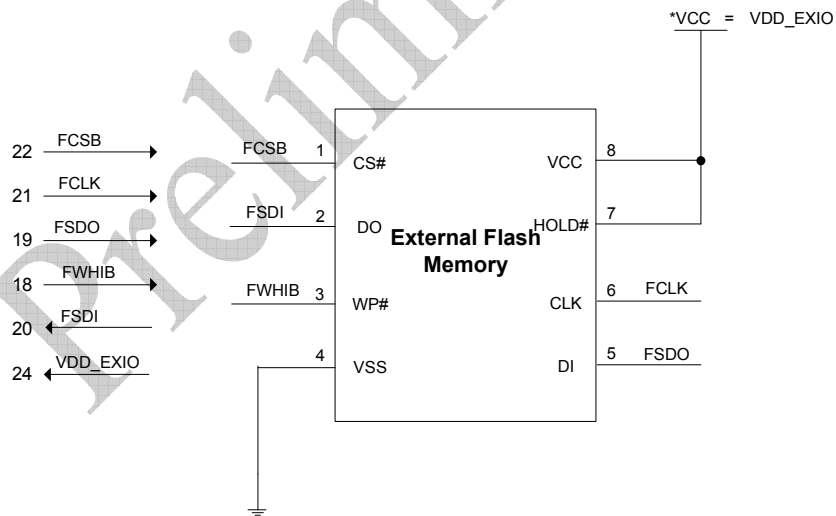 *VCC = VDD_EXIO
22 FCSB
21 FCLK
19 FSDO
18 FWHIB
20 FSDI
24 VDD_EXIO
FCSB 1 CS#
FSDI 2 DO
FWHIB 3 WP#
4 VSS
External Flash
Memory
VCC 8
HOLD# 7
CLK 6 FCLK
DI 5 FSDO
Prelim